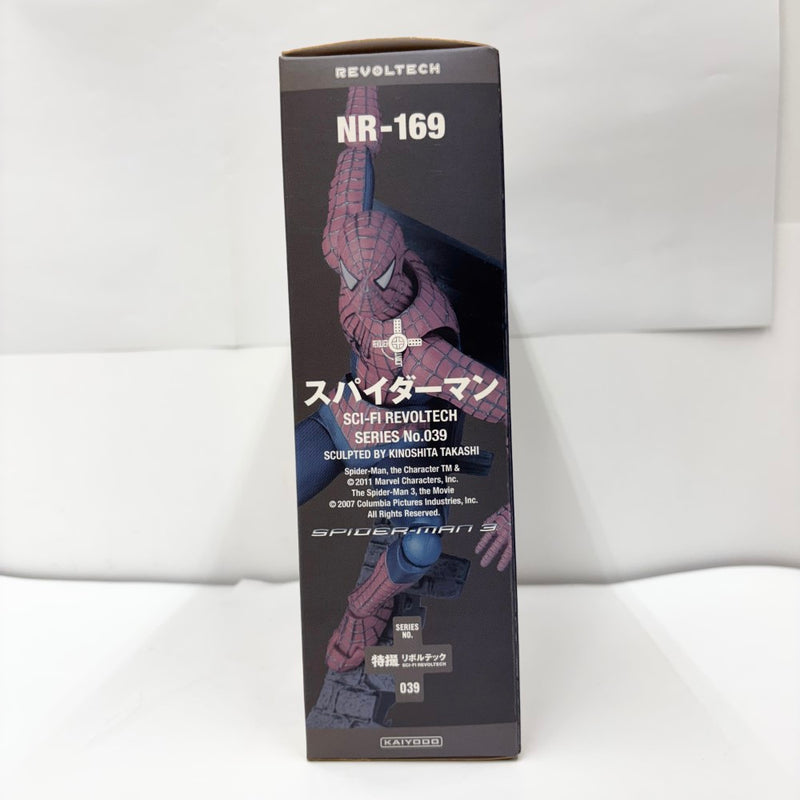 REVOLTECH
NR-169
REVOLVER
スパイダーマン
SCI-FI REVOLTECH
SERIES No.039
SCULPTED BY KINOSHITA TAKASHI
Spider-Man, the Character TM &
© 2011 Marvel Characters, Inc.
The Spider-Man 3, the Movie
© 2007 Columbia Pictures Industries, Inc.
All Rights Reserved.
SPIDER-MAN 3
SERIES
NO.
特撮 リボルテック
SCI-FI REVOLTECH
039
KAIYODO